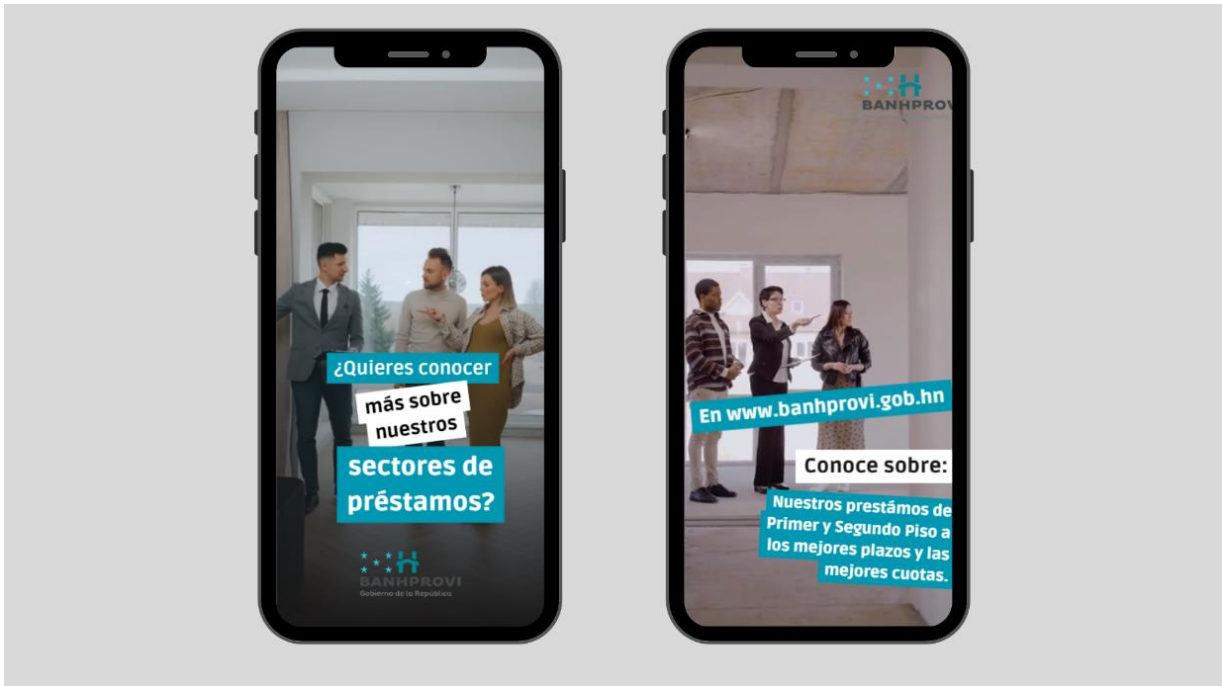 ¿Quieres conocer
más sobre
nuestros
sectores de
préstamos?
BANHPROVI
Gobierno de la República
BANHPROV
En www.banhprovi.gob.hn
Conoce sobre:
Nuestros prestámos de
Primer y Segundo Piso a
los mejores plazos y las
mejores cuotas.